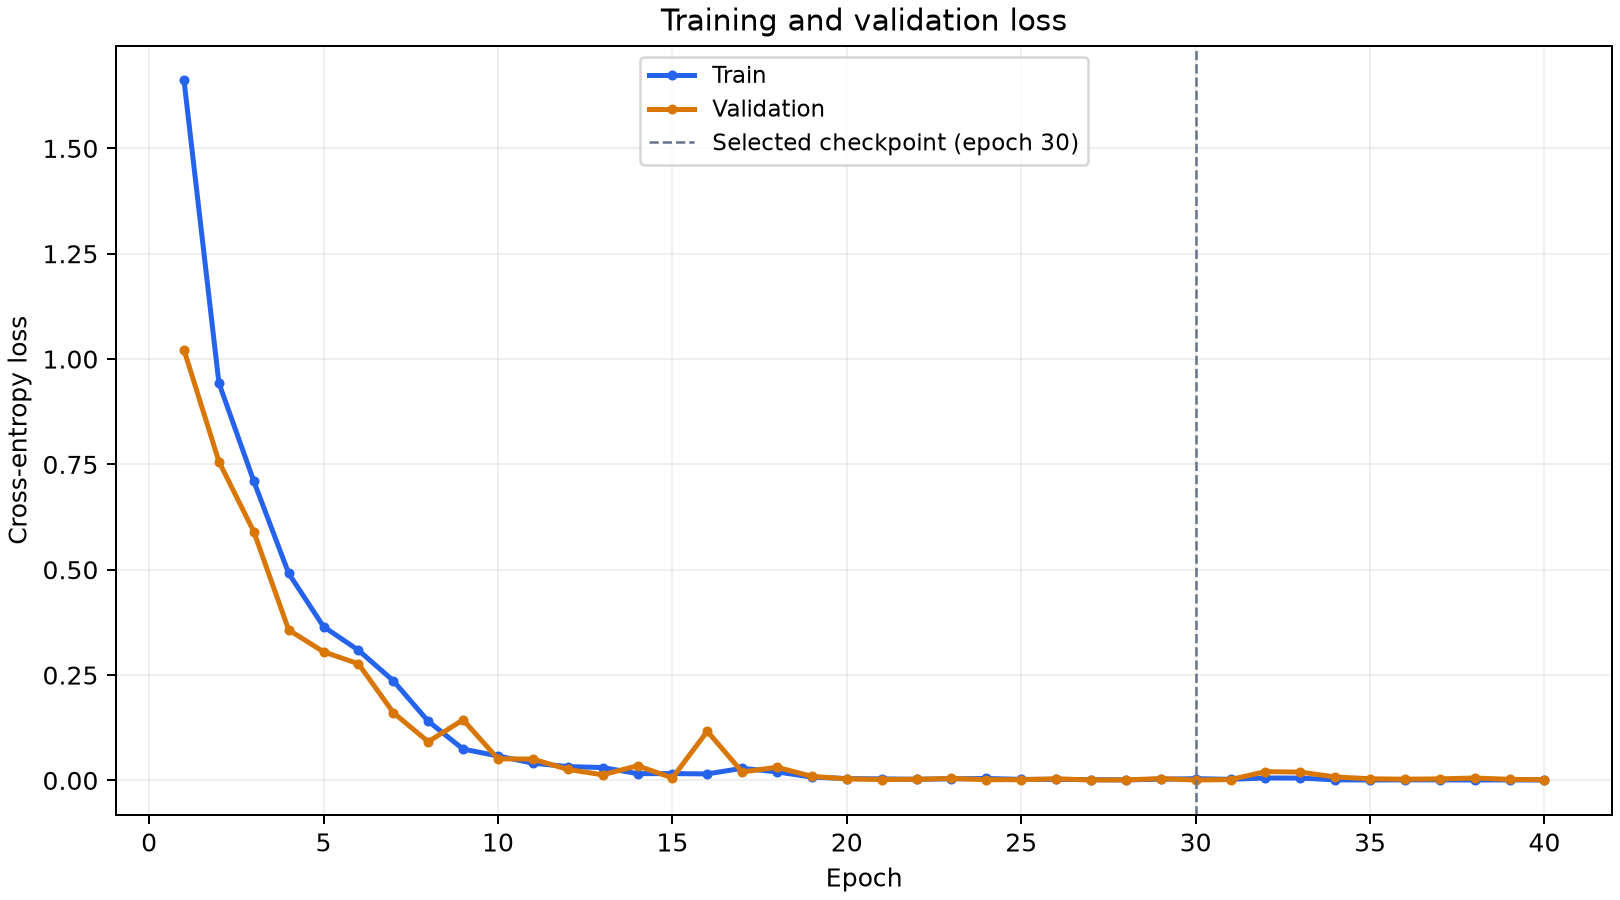 Training and validation loss
Train
Validation
Selected checkpoint (epoch 30)
Cross-entropy loss
1.50
1.25
1.00
0.75
0.50
0.25
0.00
0 5 10 15 20 25 30 35 40
Epoch